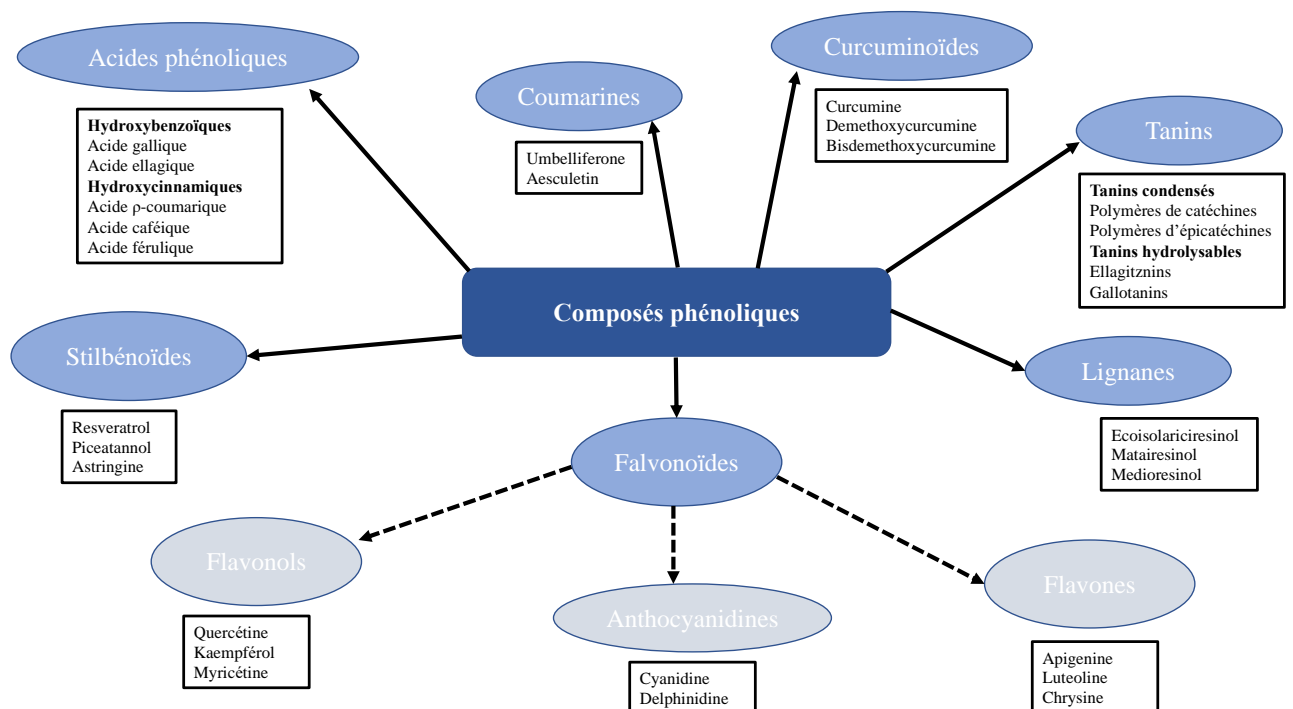 Acides phénoliques
Hydroxybenzoïques
Acide gallique
Acide ellagique
Hydroxycinnamiques
Acide ρ-coumarique
Acide caféique
Acide férulique
Coumarines
Umbelliferone
Aesculetin
Curcuminoïdes
Curcumine
Demethoxycurcumine
Bisdemethoxycurcumine
Tanins
Tanins condensés
Polymères de catéchines
Polymères d'épicatéchines
Tanins hydrolysables
Ellagitznins
Gallotanins
Composés phénoliques
Stilbénoïdes
Resveratrol
Piceatannol
Astringine
Lignanes
Ecoisolariciresinol
Matairesinol
Medioresinol
Falvonoïdes
Flavonols
Quercétine
Kaempférol
Myricétine
Anthocyanidines
Cyanidine
Delphinidine
Flavones
Apigenine
Luteoline
Chrysine